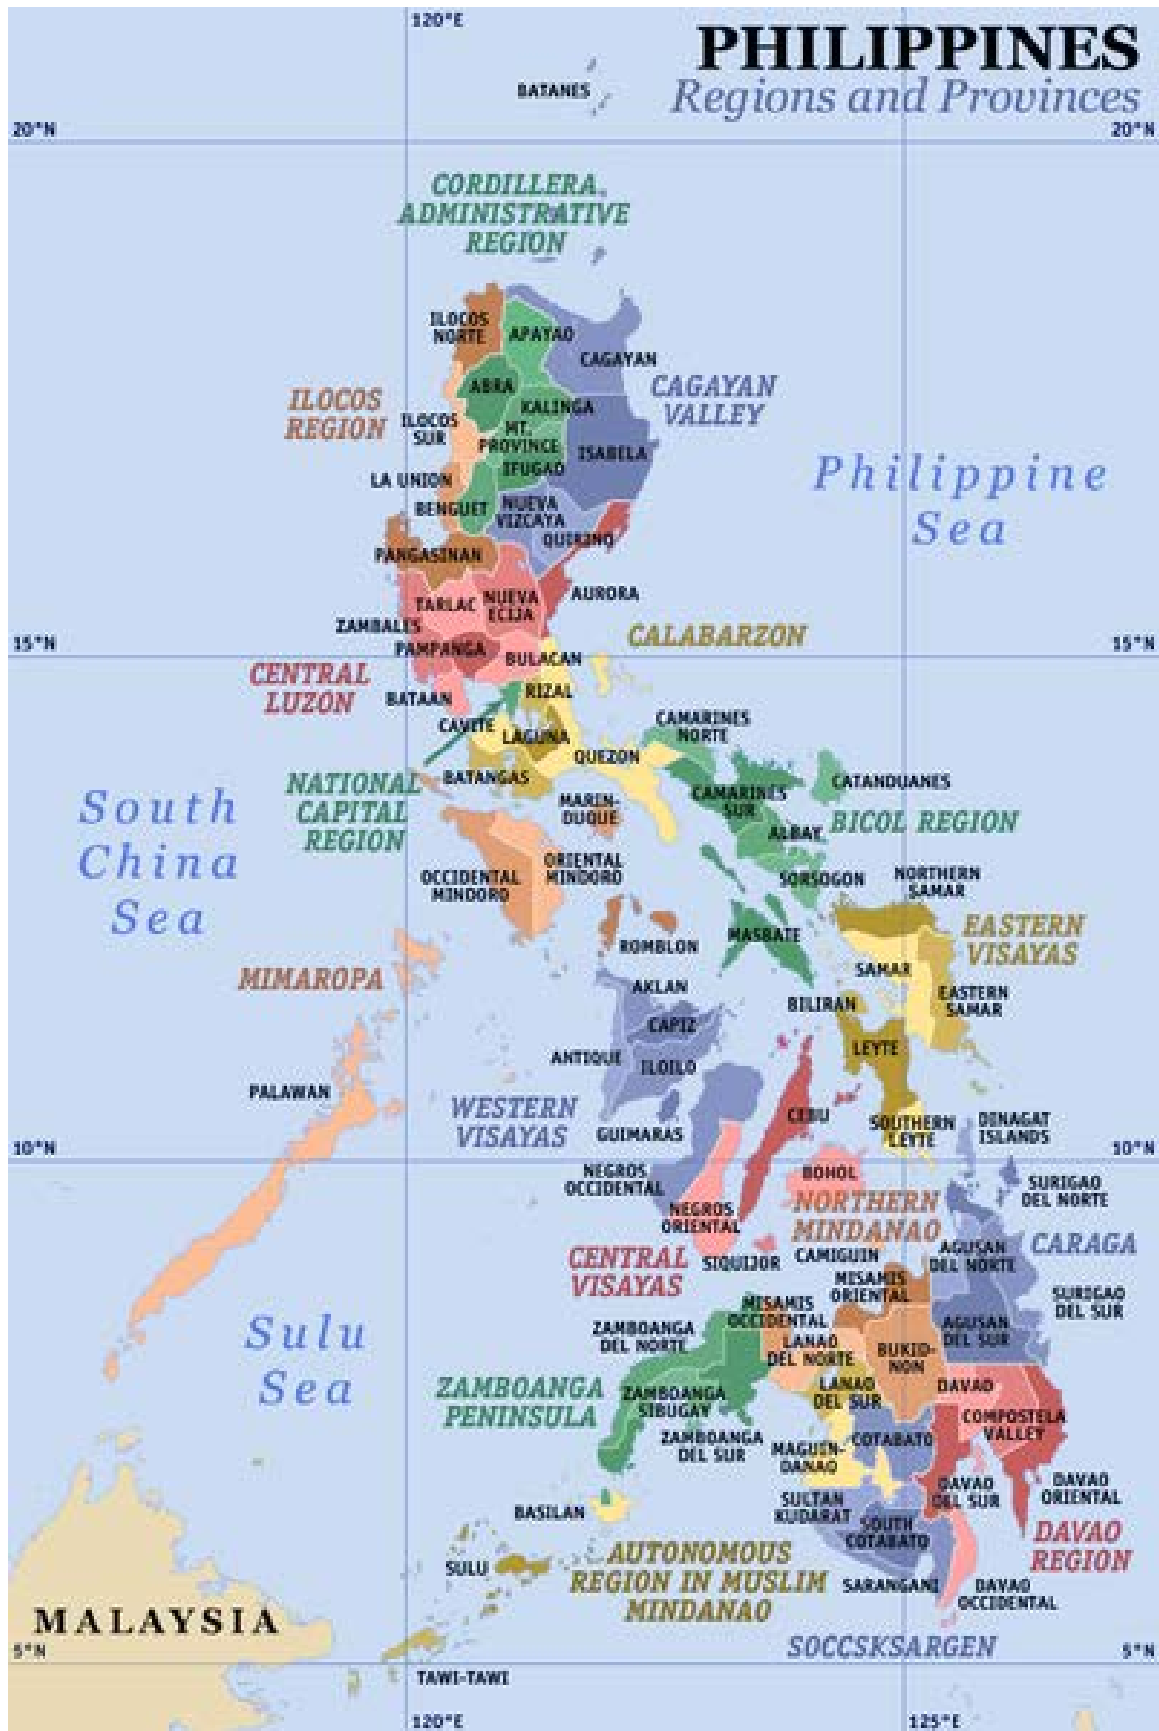 120°E
PHILIPPINES
Regions and Provinces
BATANES
20°N
20°N
CORDILLERA
ADMINISTRATIVE
REGION
ILOCOS
NORTE
APAYAO
CAGAYAN
ABRA
CAGAYAN
VALLEY
ILOCOS
REGION
KALINGA
ILOCOS
SUR
MT.
PROVINCE
ISABELA
IFUGAO
LA UNION
Philippine
Sea
BENGUET
NUEVA
VIZCAYA
QUIRINO
PANGASINAN
AURORA
TARLAC
NUEVA
ECIJA
ZAMBALES
CALABARZON
15°N
15°N
PAMPANGA
BULACAN
CENTRAL
LUZON
BATAAN
RIZAL
CAVITE
LAGUNA
CAMARINES
NORTE
QUEZON
BATANGAS
CATANDUANES
NATIONAL
CAPITAL
REGION
MARIN-
DUQUE
CAMARINES
SUR
ALBAY
BICOL REGION
South
China
Sea
ORIENTAL
MINDORO
OCCIDENTAL
MINDORO
SORSOGON
NORTHERN
SAMAR
ROMBLON
MASBATE
EASTERN
VISAYAS
MIMAROPA
SAMAR
AKLAN
BILIRAN
EASTERN
SAMAR
CAPIZ
ANTIQUE
ILOILO
LEYTE
PALAWAN
WESTERN
VISAYAS
CEBU
SOUTHERN
LEYTE
DINAGAT
ISLANDS
GUIMARAS
10°N
10°N
NEGROS
OCCIDENTAL
BOHOL
SURIGAO
DEL NORTE
NEGROS
ORIENTAL
NORTHERN
MINDANAO
CENTRAL
VISAYAS
SIQUIJOR
CAMIGUIN
AGUSAN
DEL NORTE
CARAGA
MISAMIS
ORIENTAL
SURIGAO
DEL SUR
MISAMIS
OCCIDENTAL
Sulu
Sea
ZAMBOANGA
DEL NORTE
LANAO
DEL NORTE
BUKID-
NON
AGUSAN
DEL SUR
ZAMBOANGA
PENINSULA
ZAMBOANGA
SIBUGAY
LANAO
DEL SUR
DAVAO
COMPOSTELA
VALLEY
ZAMBOANGA
DEL SUR
MAGUIN-
DANAO
COTABATO
DAVAO
DEL SUR
DAVAO
ORIENTAL
BASILAN
SULTAN
KUDARAT
SOUTH
COTABATO
DAVAO
REGION
SULU
AUTONOMOUS
REGION IN MUSLIM
MINDANAO
SARANGANI
DAVAO
OCCIDENTAL
MALAYSIA
SOCCSKSARGEN
5°N
5°N
TAWI-TAWI
120°E
125°E